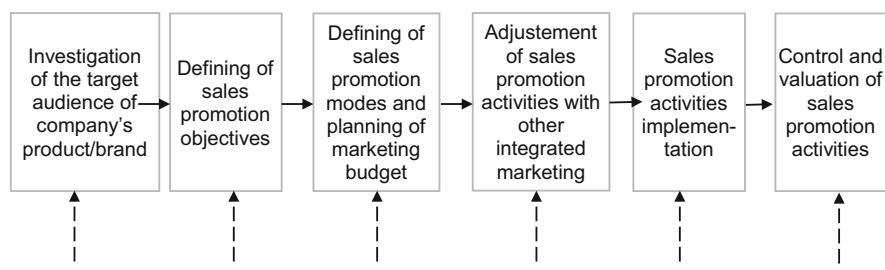 Investigation
of the target
audience of
company's
product/brand
Defining of
sales
promotion
objectives
Defining of
sales
promotion
modes and
planning of
marketing
budget
Adjustement
of sales
promotion
activities with
other
integrated
marketing
Sales
promotion
activities
implemen-
tation
Control and
valuation of
sales
promotion
activities